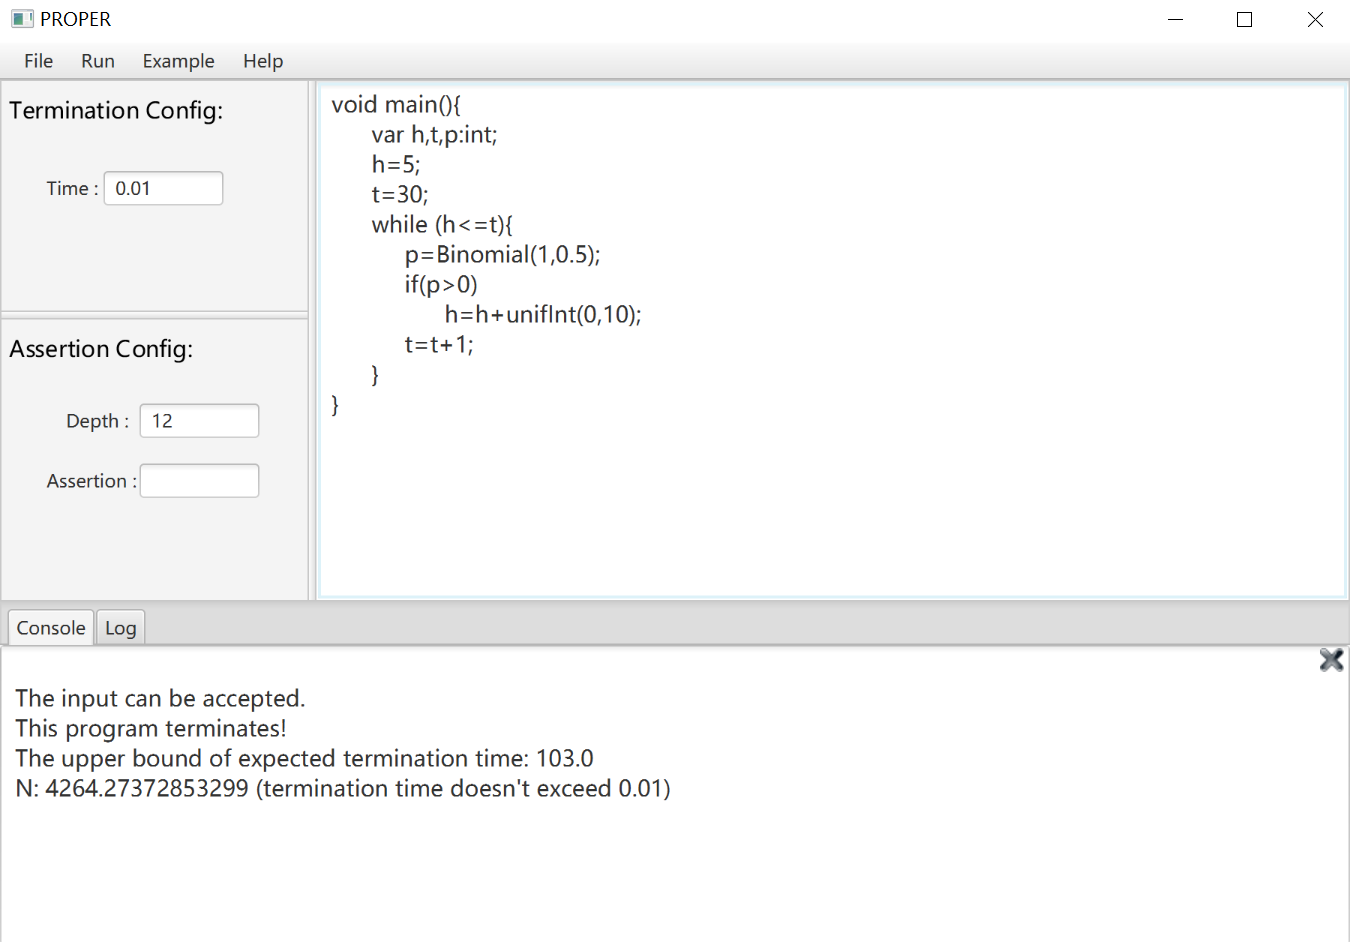 PROPER
File Run Example Help
Termination Config:
Time : 0.01
Assertion Config:
Depth : 12
Assertion :
void main(){
var h,t,p:int;
h=5;
t=30;
while (h<=t){
p=Binomial(1,0.5);
if(p>0)
h=h+unifInt(0,10);
t=t+1;
}
}
Console Log
The input can be accepted.
This program terminates!
The upper bound of expected termination time: 103.0
N: 4264.27372853299 (termination time doesn't exceed 0.01)